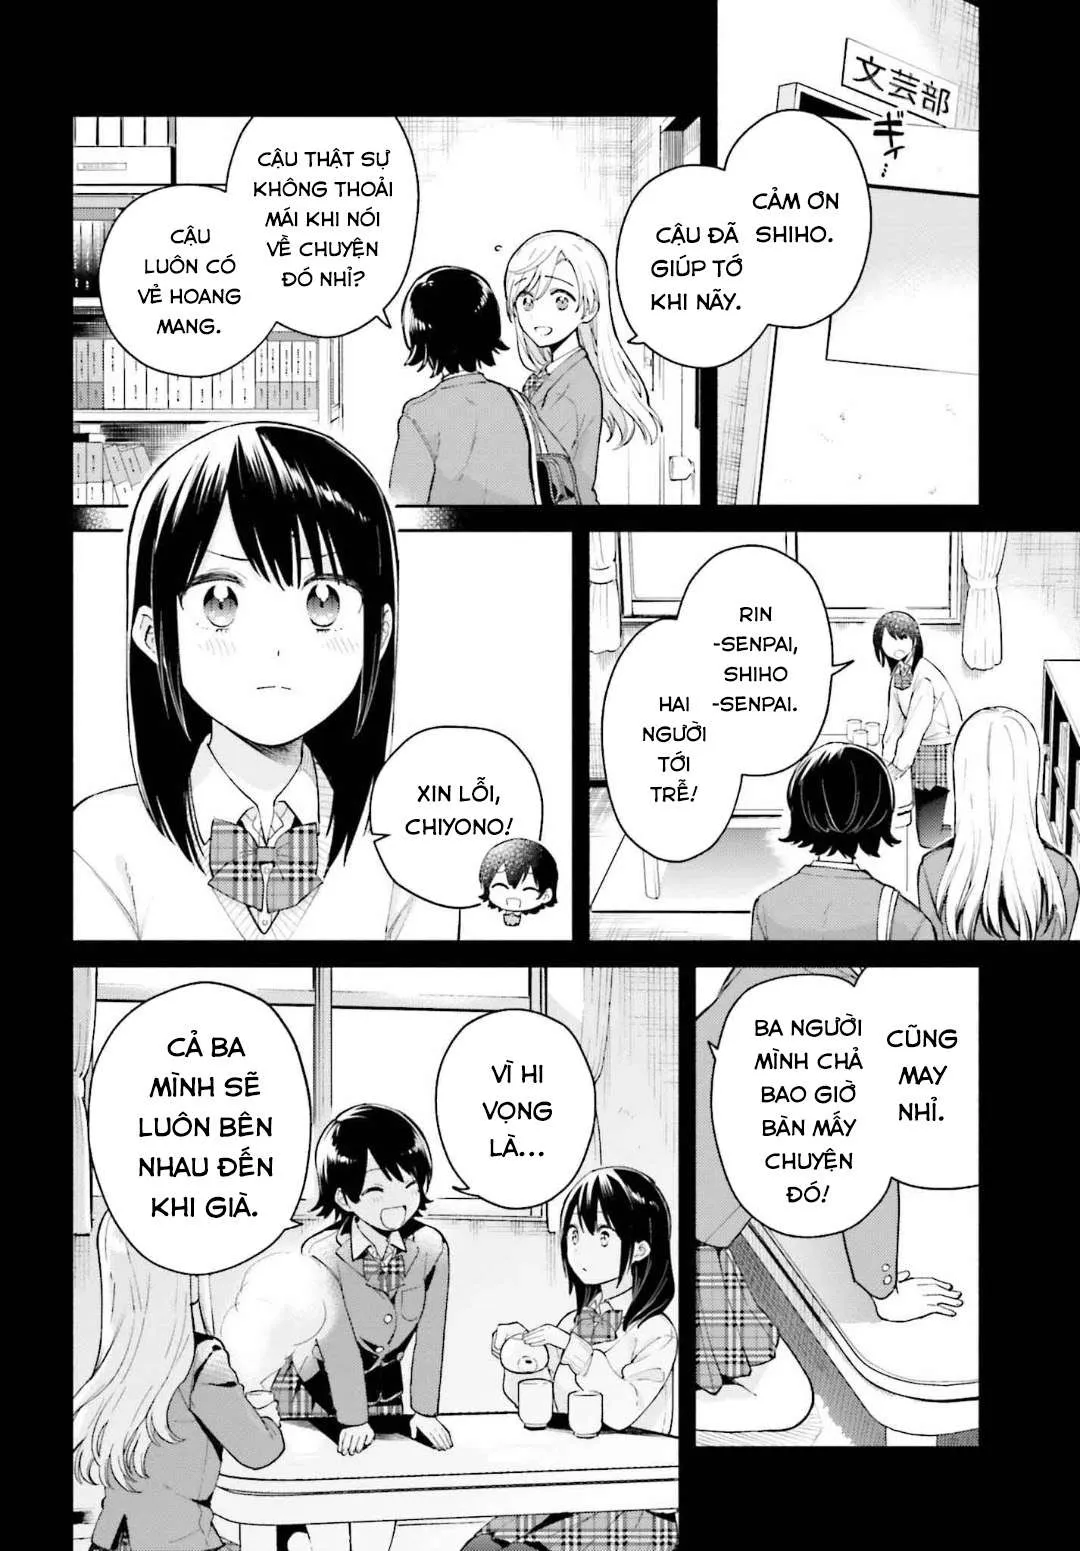 文芸部
ギィ…
CẢM ƠN
SHIHO.
CẬU ĐÃ
GIÚP TỚ
KHI NÃY.
CẬU THẬT SỰ
KHÔNG THOẢI
MÁI KHI NÓI
VỀ CHUYỆN
ĐÓ NHỈ?
CẬU
LUÔN CÓ
VẺ HOANG
MANG.
RIN
-SENPAI,
SHIHO
-SENPAI.
HAI
NGƯỜI
TỚI
TRỄ!
XIN LỖI,
CHIYONO!
CŨNG
MAY
NHỈ.
BA NGƯỜI
MÌNH CHẢ
BAO GIỜ
BÀN MẤY
CHUYỆN
ĐÓ!
VÌ HI
VỌNG
LÀ...
CẢ BA
MÌNH SẼ
LUÔN BÊN
NHAU ĐẾN
KHI GIÀ.